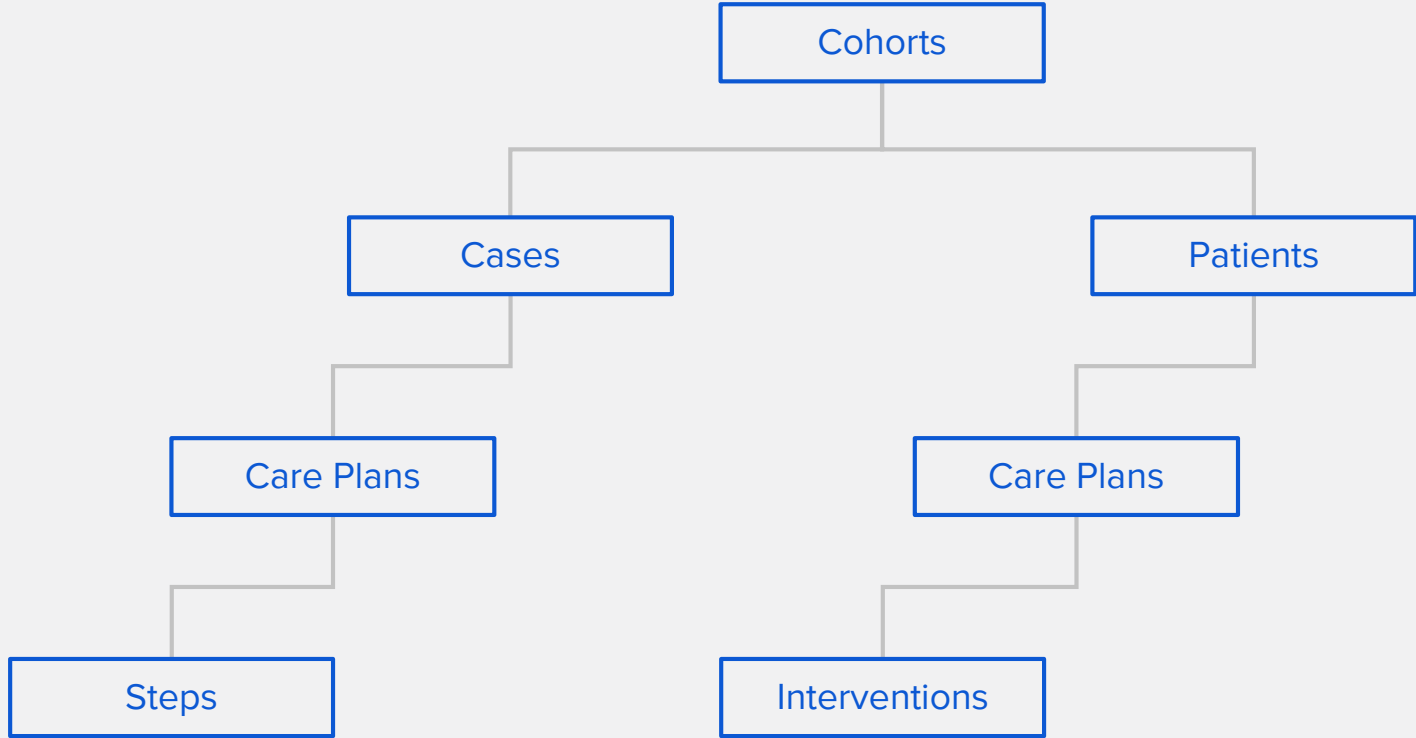 Cohorts
Cases
Patients
Care Plans
Care Plans
Steps
Interventions